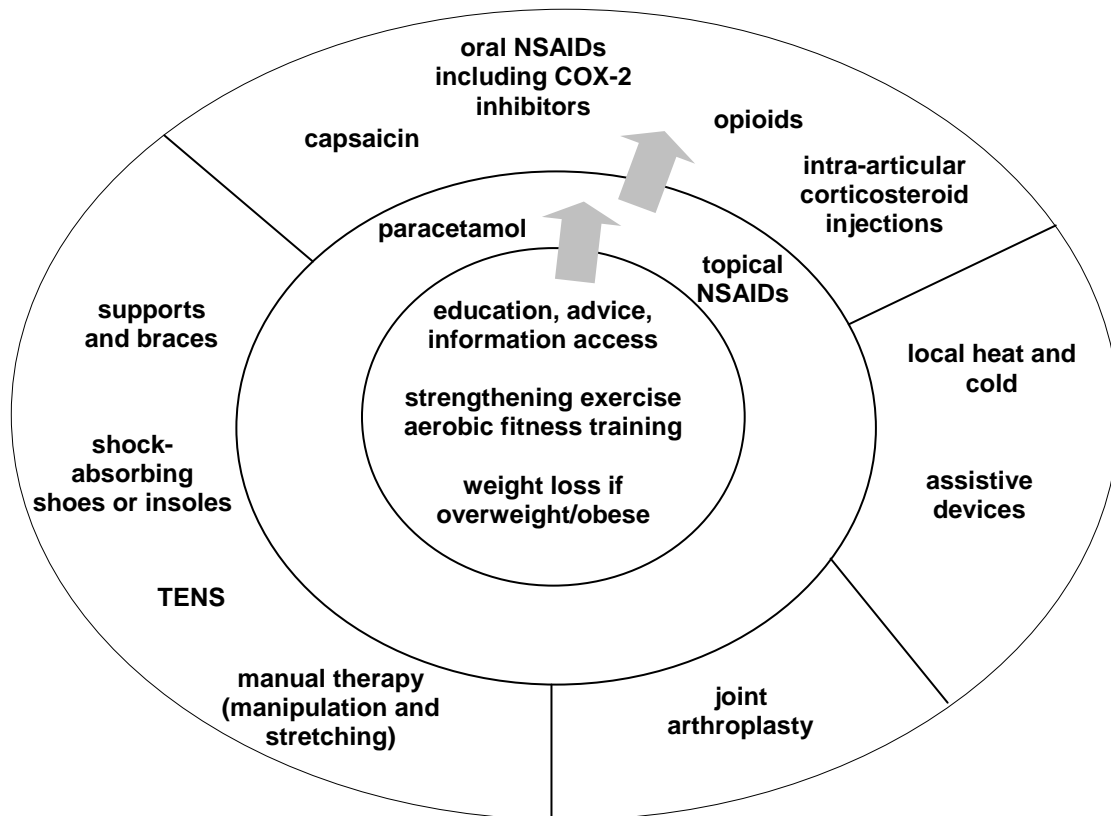 oral NSAIDs
including COX-2
inhibitors
capsaicin
opioids
intra-articular
corticosteroid
injections
paracetamol
topical
NSAIDs
supports
and braces
education, advice,
information access
local heat and
cold
strengthening exercise
aerobic fitness training
shock-
absorbing
shoes or insoles
weight loss if
overweight/obese
assistive
devices
TENS
manual therapy
(manipulation and
stretching)
joint
arthroplasty